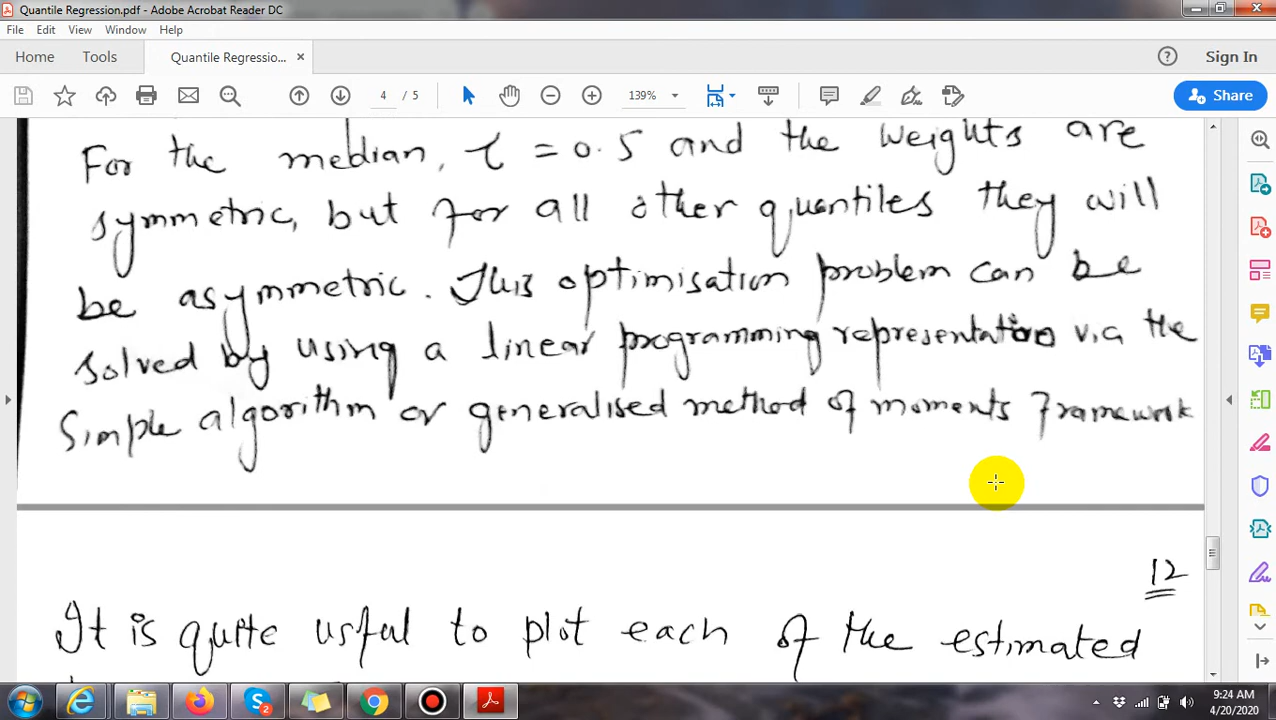 Quantile Regression.pdf - Adobe Acrobat Reader DC
File Edit View Window Help
Home Tools Quantile Regressio... ×
Sign In
4 / 5 139% Share
For the median, τ = 0.5 and the weights are
symmetric, but for all other quantiles they will
be asymmetric. This optimisation problem can be
solved by using a linear programming representation via the
Simple algorithm or generalised method of moments framework
12
It is quite usful to plot each of the estimated
9:24 AM
4/20/2020